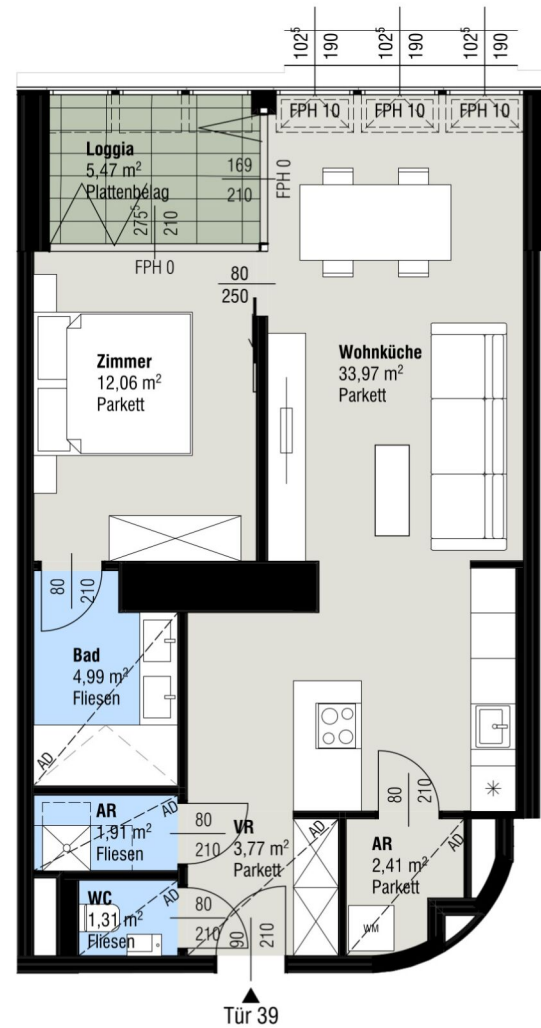 102⁵
190
102⁵
190
102⁵
190
FPH 10
FPH 10
FPH 10
Loggia
5,47 m²
Plattenbelag
169
210
FPH 0
275⁵
210
FPH 0
80
250
Zimmer
12,06 m²
Parkett
Wohnküche
33,97 m²
Parkett
80
210
Bad
4,99 m²
Fliesen
AD
80
210
AR
1,91 m²
Fliesen
AD
80
210
VR
3,77 m²
Parkett
AD
AR
2,41 m²
Parkett
AD
WM
WC
1,31 m²
Fliesen
AD
80
210
90
210
Tür 39